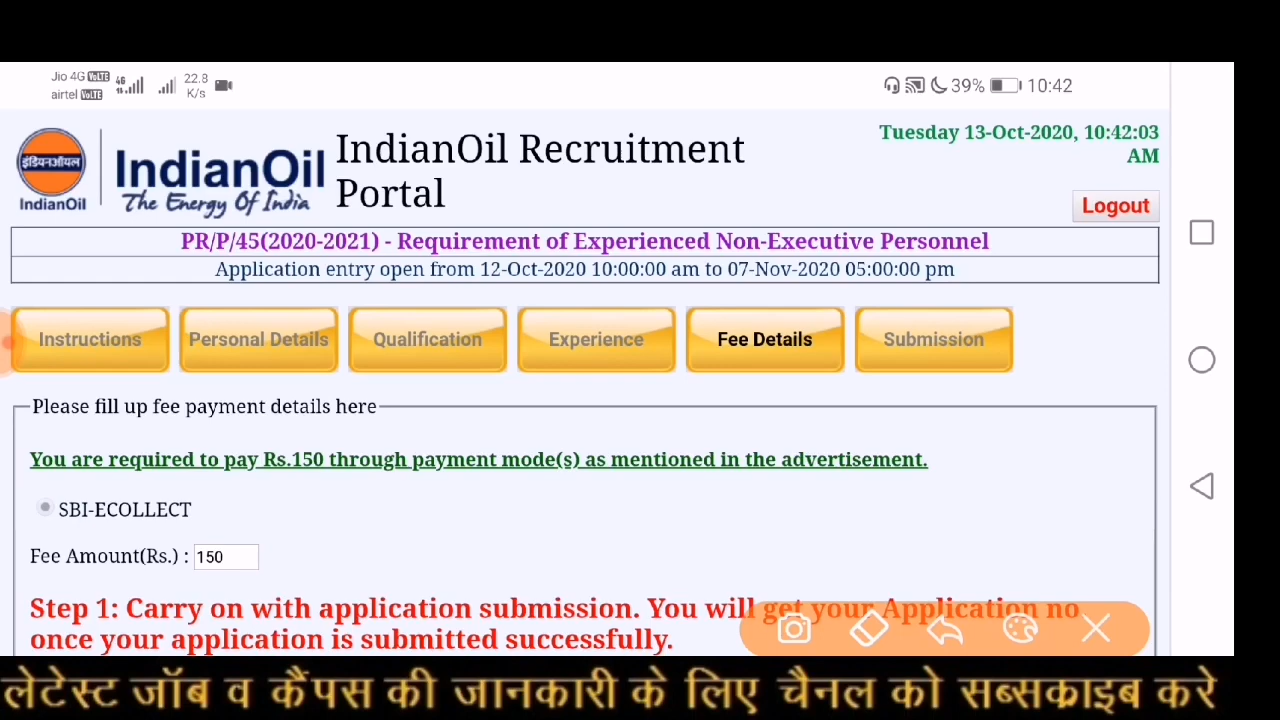 Jio 4G VoLTE 4G 22.8 39% 10:42
airtel VoLTE K/s
Tuesday 13-Oct-2020, 10:42:03 AM
इंडियनऑयल
IndianOil
IndianOil
The Energy Of India
IndianOil Recruitment
Portal
Logout
PR/P/45(2020-2021) - Requirement of Experienced Non-Executive Personnel
Application entry open from 12-Oct-2020 10:00:00 am to 07-Nov-2020 05:00:00 pm
Instructions Personal Details Qualification Experience Fee Details Submission
Please fill up fee payment details here
You are required to pay Rs.150 through payment mode(s) as mentioned in the advertisement.
SBI-ECOLLECT
Fee Amount(Rs.) : 150
Step 1: Carry on with application submission. You will get your Application no
once your application is submitted successfully.
लेटेस्ट जॉब व कैंपस की जानकारी के लिए चैनल को सब्सक्राइब करे